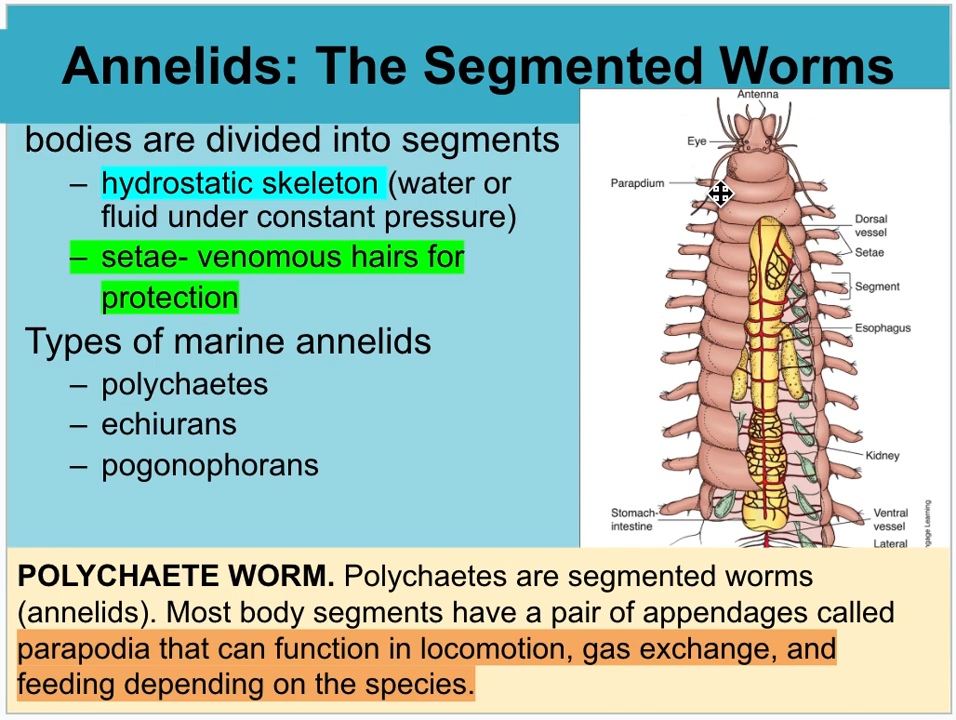 Annelids: The Segmented Worms
bodies are divided into segments
– hydrostatic skeleton (water or
fluid under constant pressure)
– setae- venomous hairs for
protection
Types of marine annelids
– polychaetes
– echiurans
– pogonophorans
Antenna
Eye
Parapdium
Dorsal
vessel
Setae
Segment
Esophagus
Kidney
Stomach-
intestine
Ventral
vessel
Lateral
Learning
POLYCHAETE WORM. Polychaetes are segmented worms
(annelids). Most body segments have a pair of appendages called
parapodia that can function in locomotion, gas exchange, and
feeding depending on the species.